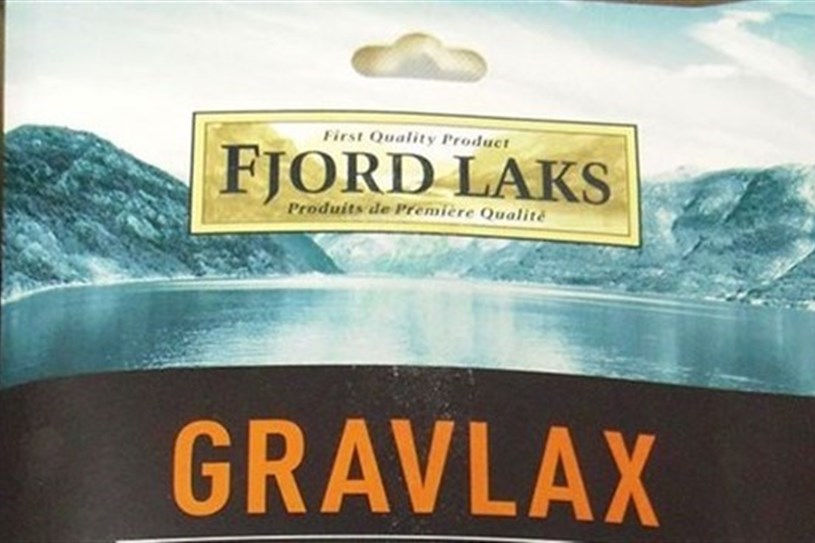 First Quality Product
FJORD LAKS
Produits de Première Qualité
GRAVLAX